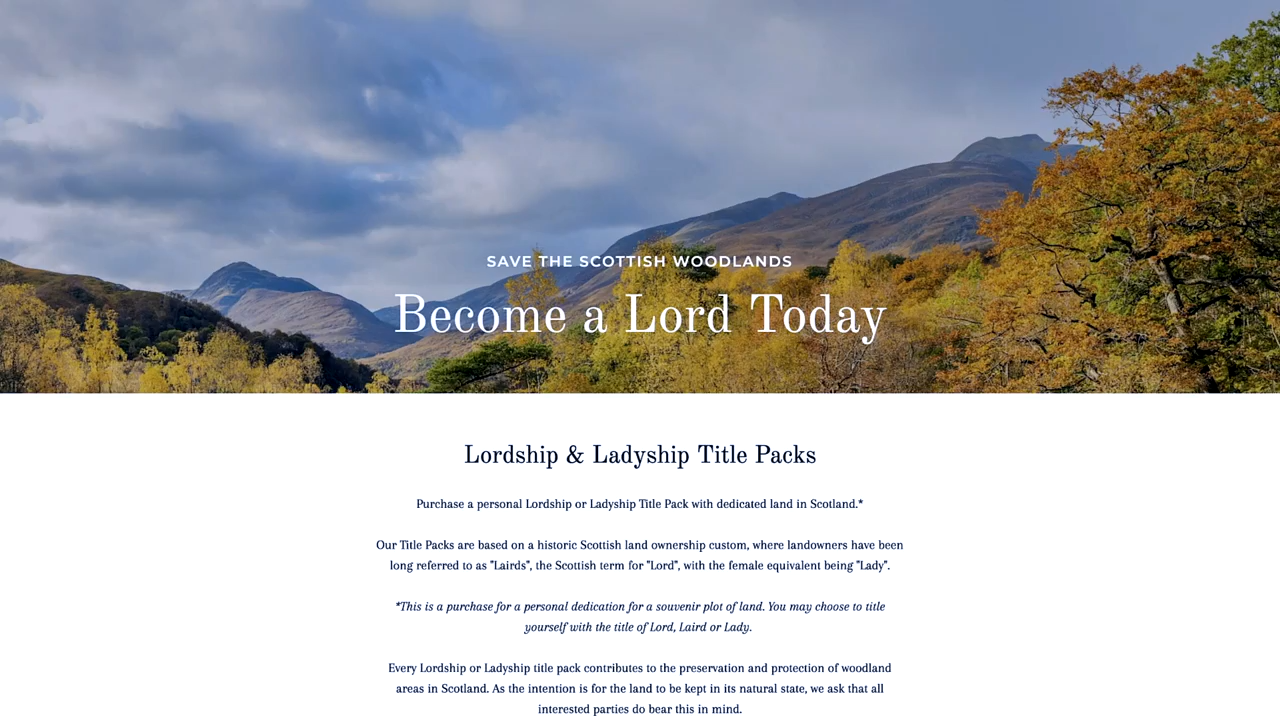 SAVE THE SCOTTISH WOODLANDS
Become a Lord Today
Lordship & Ladyship Title Packs
Purchase a personal Lordship or Ladyship Title Pack with dedicated land in Scotland.*
Our Title Packs are based on a historic Scottish land ownership custom, where landowners have been
long referred to as "Lairds", the Scottish term for "Lord", with the female equivalent being "Lady".
*This is a purchase for a personal dedication for a souvenir plot of land. You may choose to title
yourself with the title of Lord, Laird or Lady.
Every Lordship or Ladyship title pack contributes to the preservation and protection of woodland
areas in Scotland. As the intention is for the land to be kept in its natural state, we ask that all
interested parties do bear this in mind.